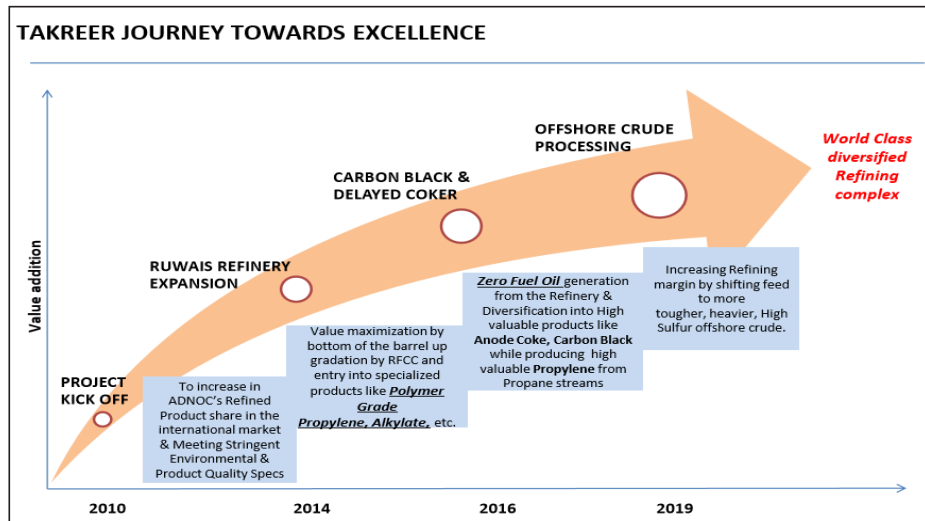 TAKREER JOURNEY TOWARDS EXCELLENCE
OFFSHORE CRUDE
PROCESSING
World Class
diversified
Refining
complex
CARBON BLACK &
DELAYED COKER
RUWAIS REFINERY
EXPANSION
PROJECT
KICK OFF
Value addition
To increase in
ADNOC's Refined
Product share in the
international market
& Meeting Stringent
Environmental &
Product Quality Specs
Value maximization by
bottom of the barrel up
gradation by RFCC and
entry into specialized
products like Polymer
Grade
Propylene, Alkylate, etc.
Zero Fuel Oil generation
from the Refinery &
Diversification into High
valuable products like
Anode Coke, Carbon Black
while producing high
valuable Propylene from
Propane streams
Increasing Refining
margin by shifting feed
to more
tougher, heavier, High
Sulfur offshore crude.
2010
2014
2016
2019